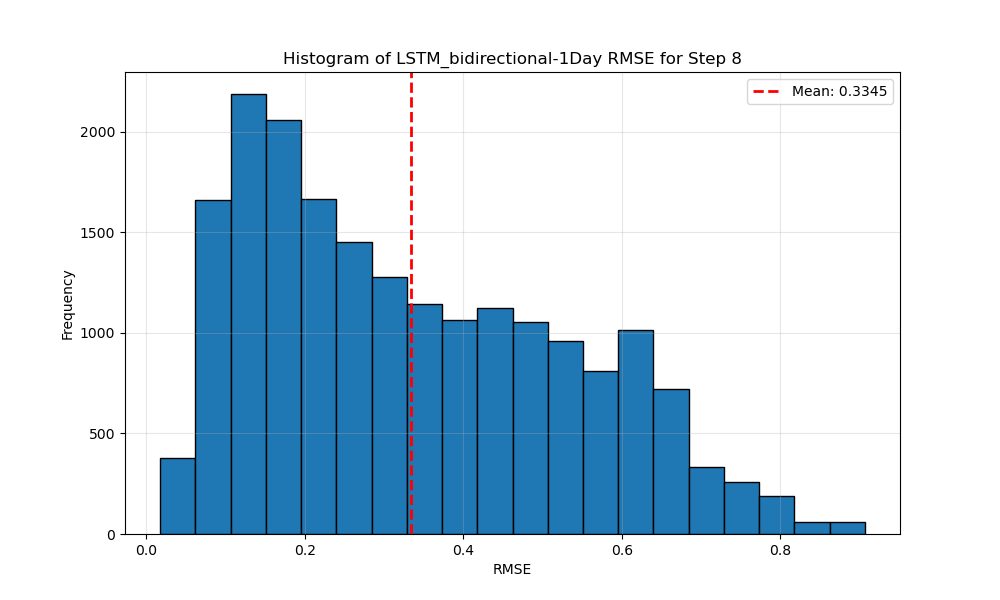 Histogram of LSTM_bidirectional-1Day RMSE for Step 8
Mean: 0.3345
2000
1500
1000
500
0
Frequency
0.0 0.2 0.4 0.6 0.8
RMSE